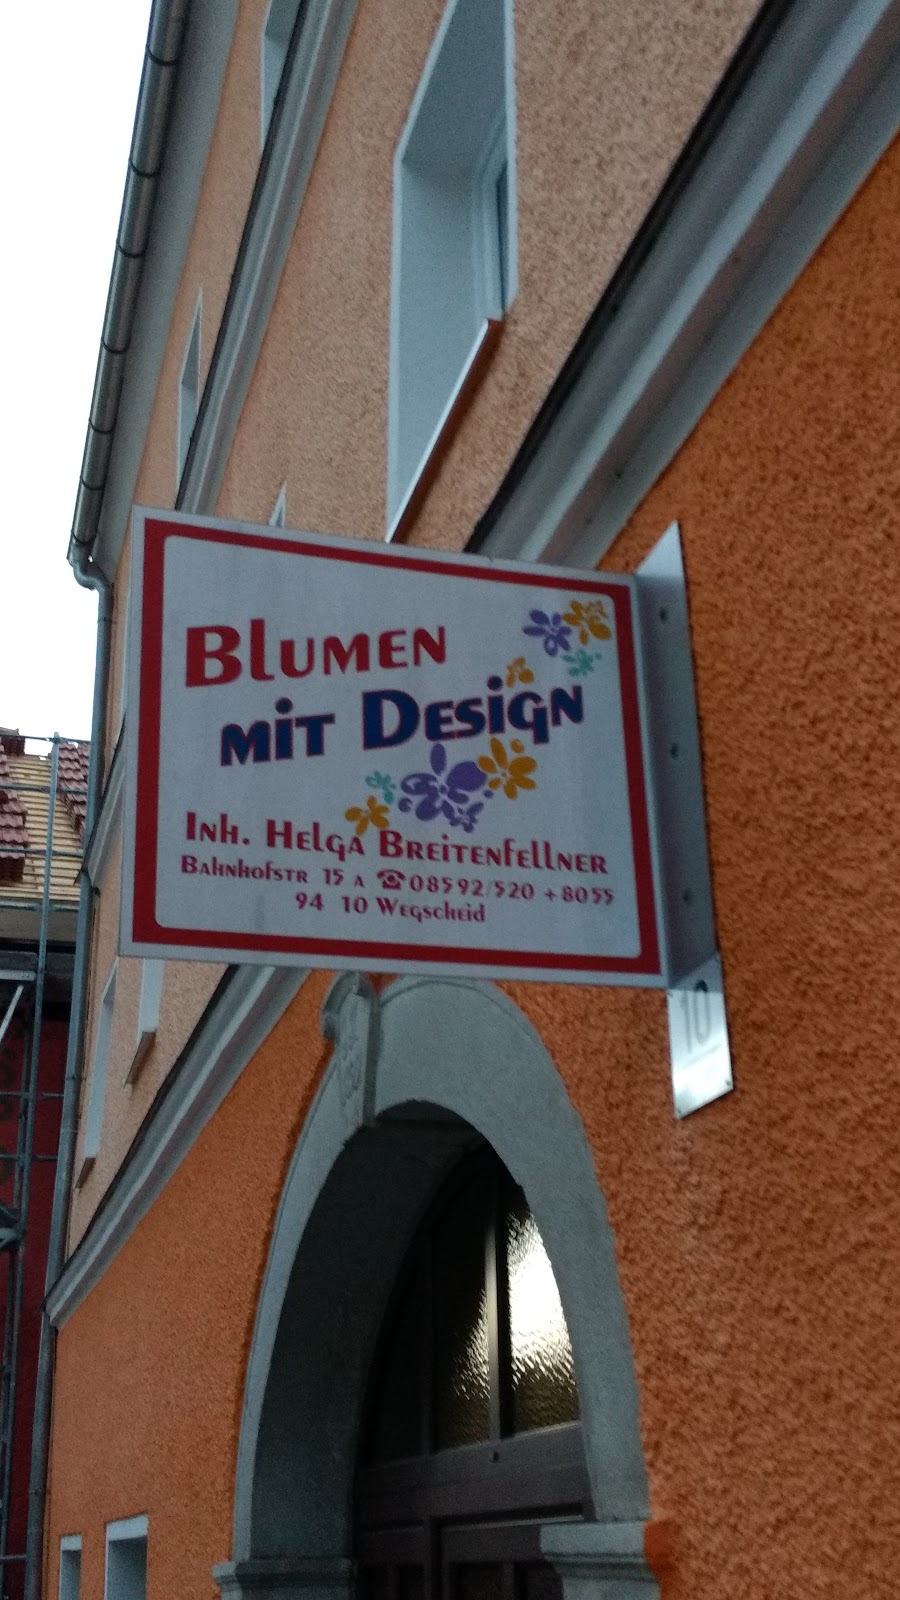 Blumen
mit Design
Inh. Helga Breitenfellner
Bahnhofstr 15 a ☎ 08592/520 + 8055
94 10 Wegscheid
10